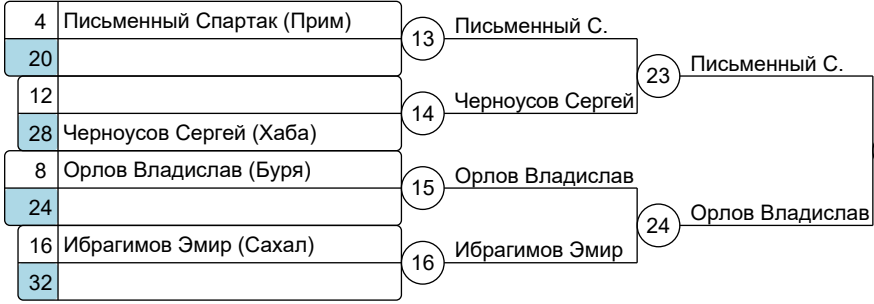 4 Письменный Спартак (Прим)
20
13 Письменный С.
12
28 Черноусов Сергей (Хаба)
14 Черноусов Сергей
23 Письменный С.
8 Орлов Владислав (Буря)
24
15 Орлов Владислав
16 Ибрагимов Эмир (Сахал)
32
16 Ибрагимов Эмир
24 Орлов Владислав